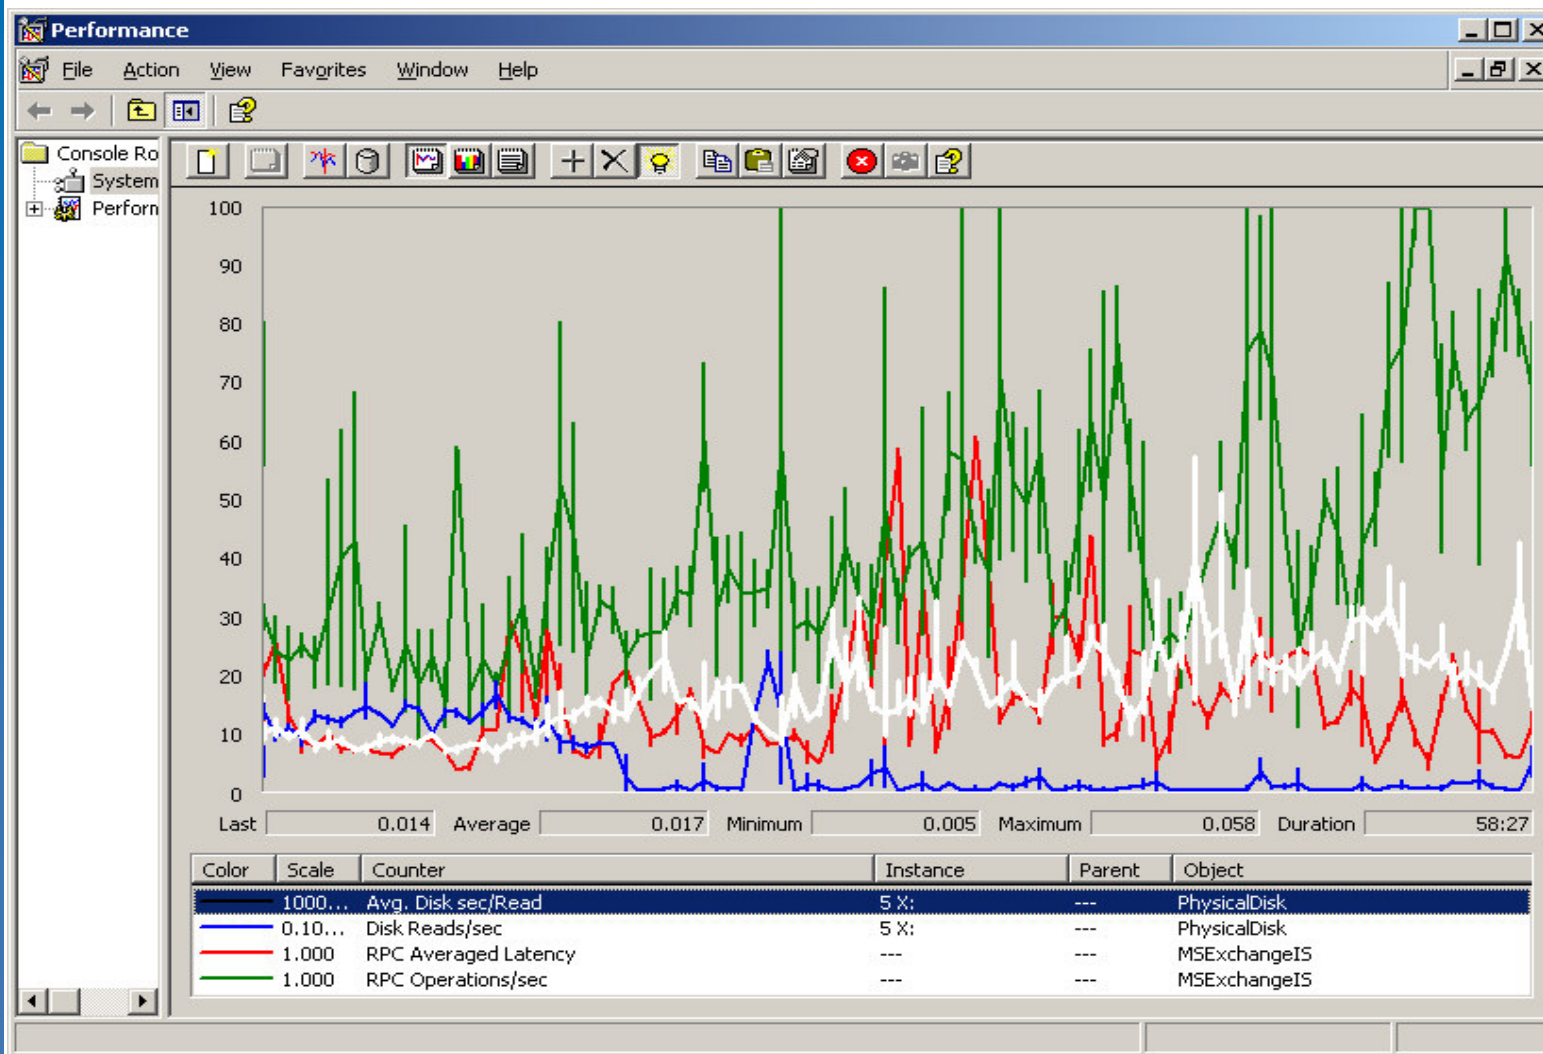 Performance
File Action View Favorites Window Help
Console Ro
System
Perforn
100
90
80
70
60
50
40
30
20
10
0
Last 0.014 Average 0.017 Minimum 0.005 Maximum 0.058 Duration 58:27
Color Scale Counter Instance Parent Object
1000... Avg. Disk sec/Read 5 X: --- PhysicalDisk
0.10... Disk Reads/sec 5 X: --- PhysicalDisk
1.000 RPC Averaged Latency --- --- MSExchangeIS
1.000 RPC Operations/sec --- --- MSExchangeIS